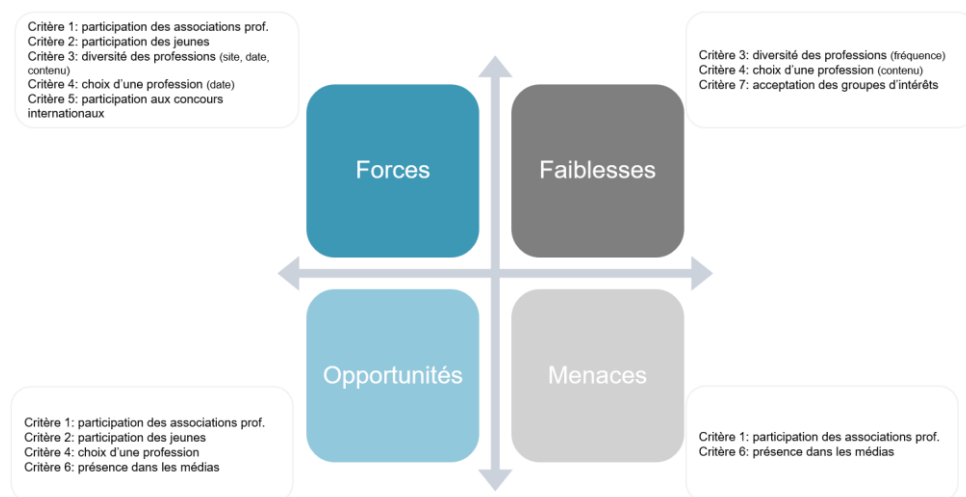 Critère 1: participation des associations prof.
Critère 2: participation des jeunes
Critère 3: diversité des professions (site, date,
contenu)
Critère 4: choix d'une profession (date)
Critère 5: participation aux concours
internationaux
Critère 3: diversité des professions (fréquence)
Critère 4: choix d'une profession (contenu)
Critère 7: acceptation des groupes d'intérêts
Forces
Faiblesses
Opportunités
Menaces
Critère 1: participation des associations prof.
Critère 2: participation des jeunes
Critère 4: choix d'une profession
Critère 6: présence dans les médias
Critère 1: participation des associations prof.
Critère 6: présence dans les médias